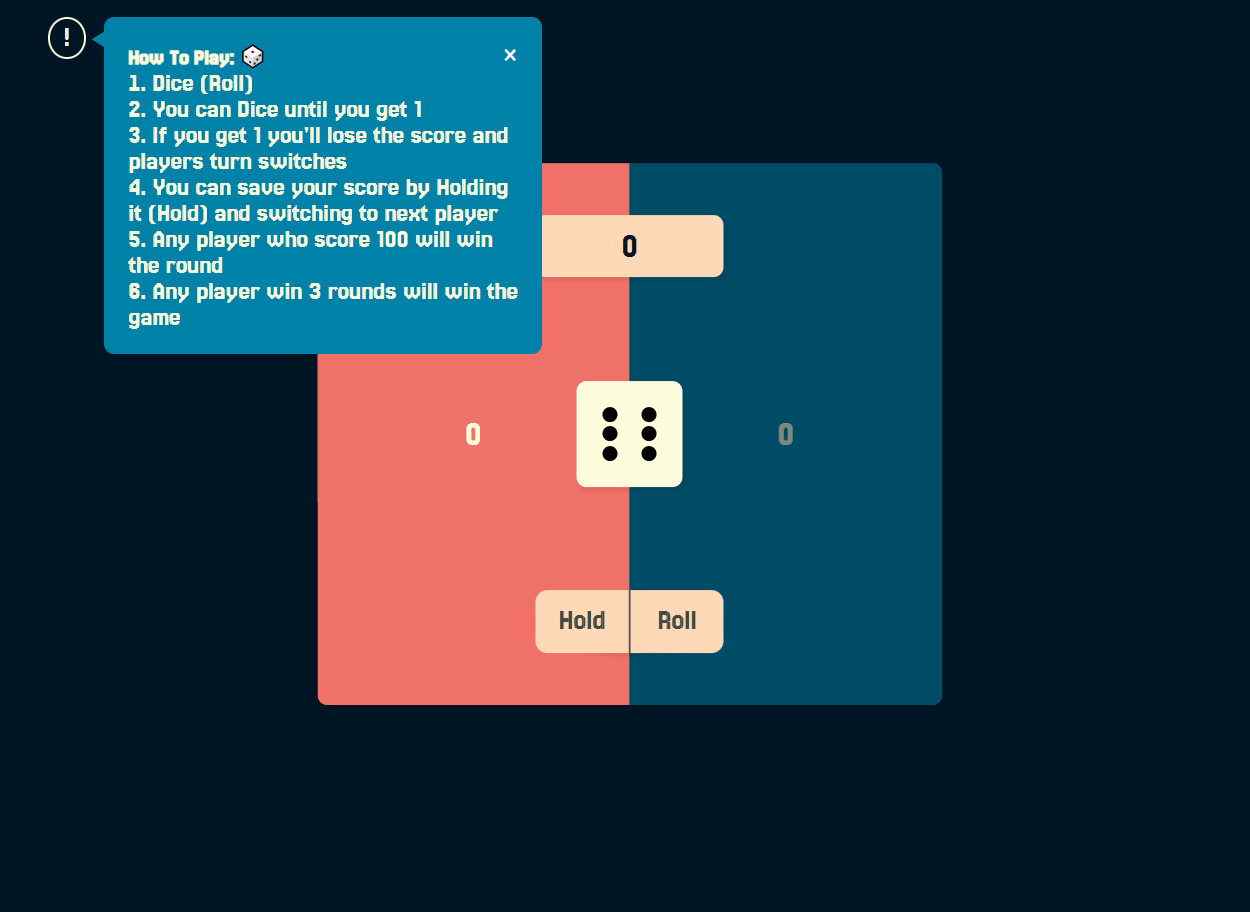 !
How To Play:
×
1. Dice (Roll)
2. You can Dice until you get 1
3. If you get 1 you'll lose the score and
players turn switches
4. You can save your score by Holding
it (Hold) and switching to next player
5. Any player who score 100 will win
the round
6. Any player win 3 rounds will win the
game
0
0
0
Hold
Roll